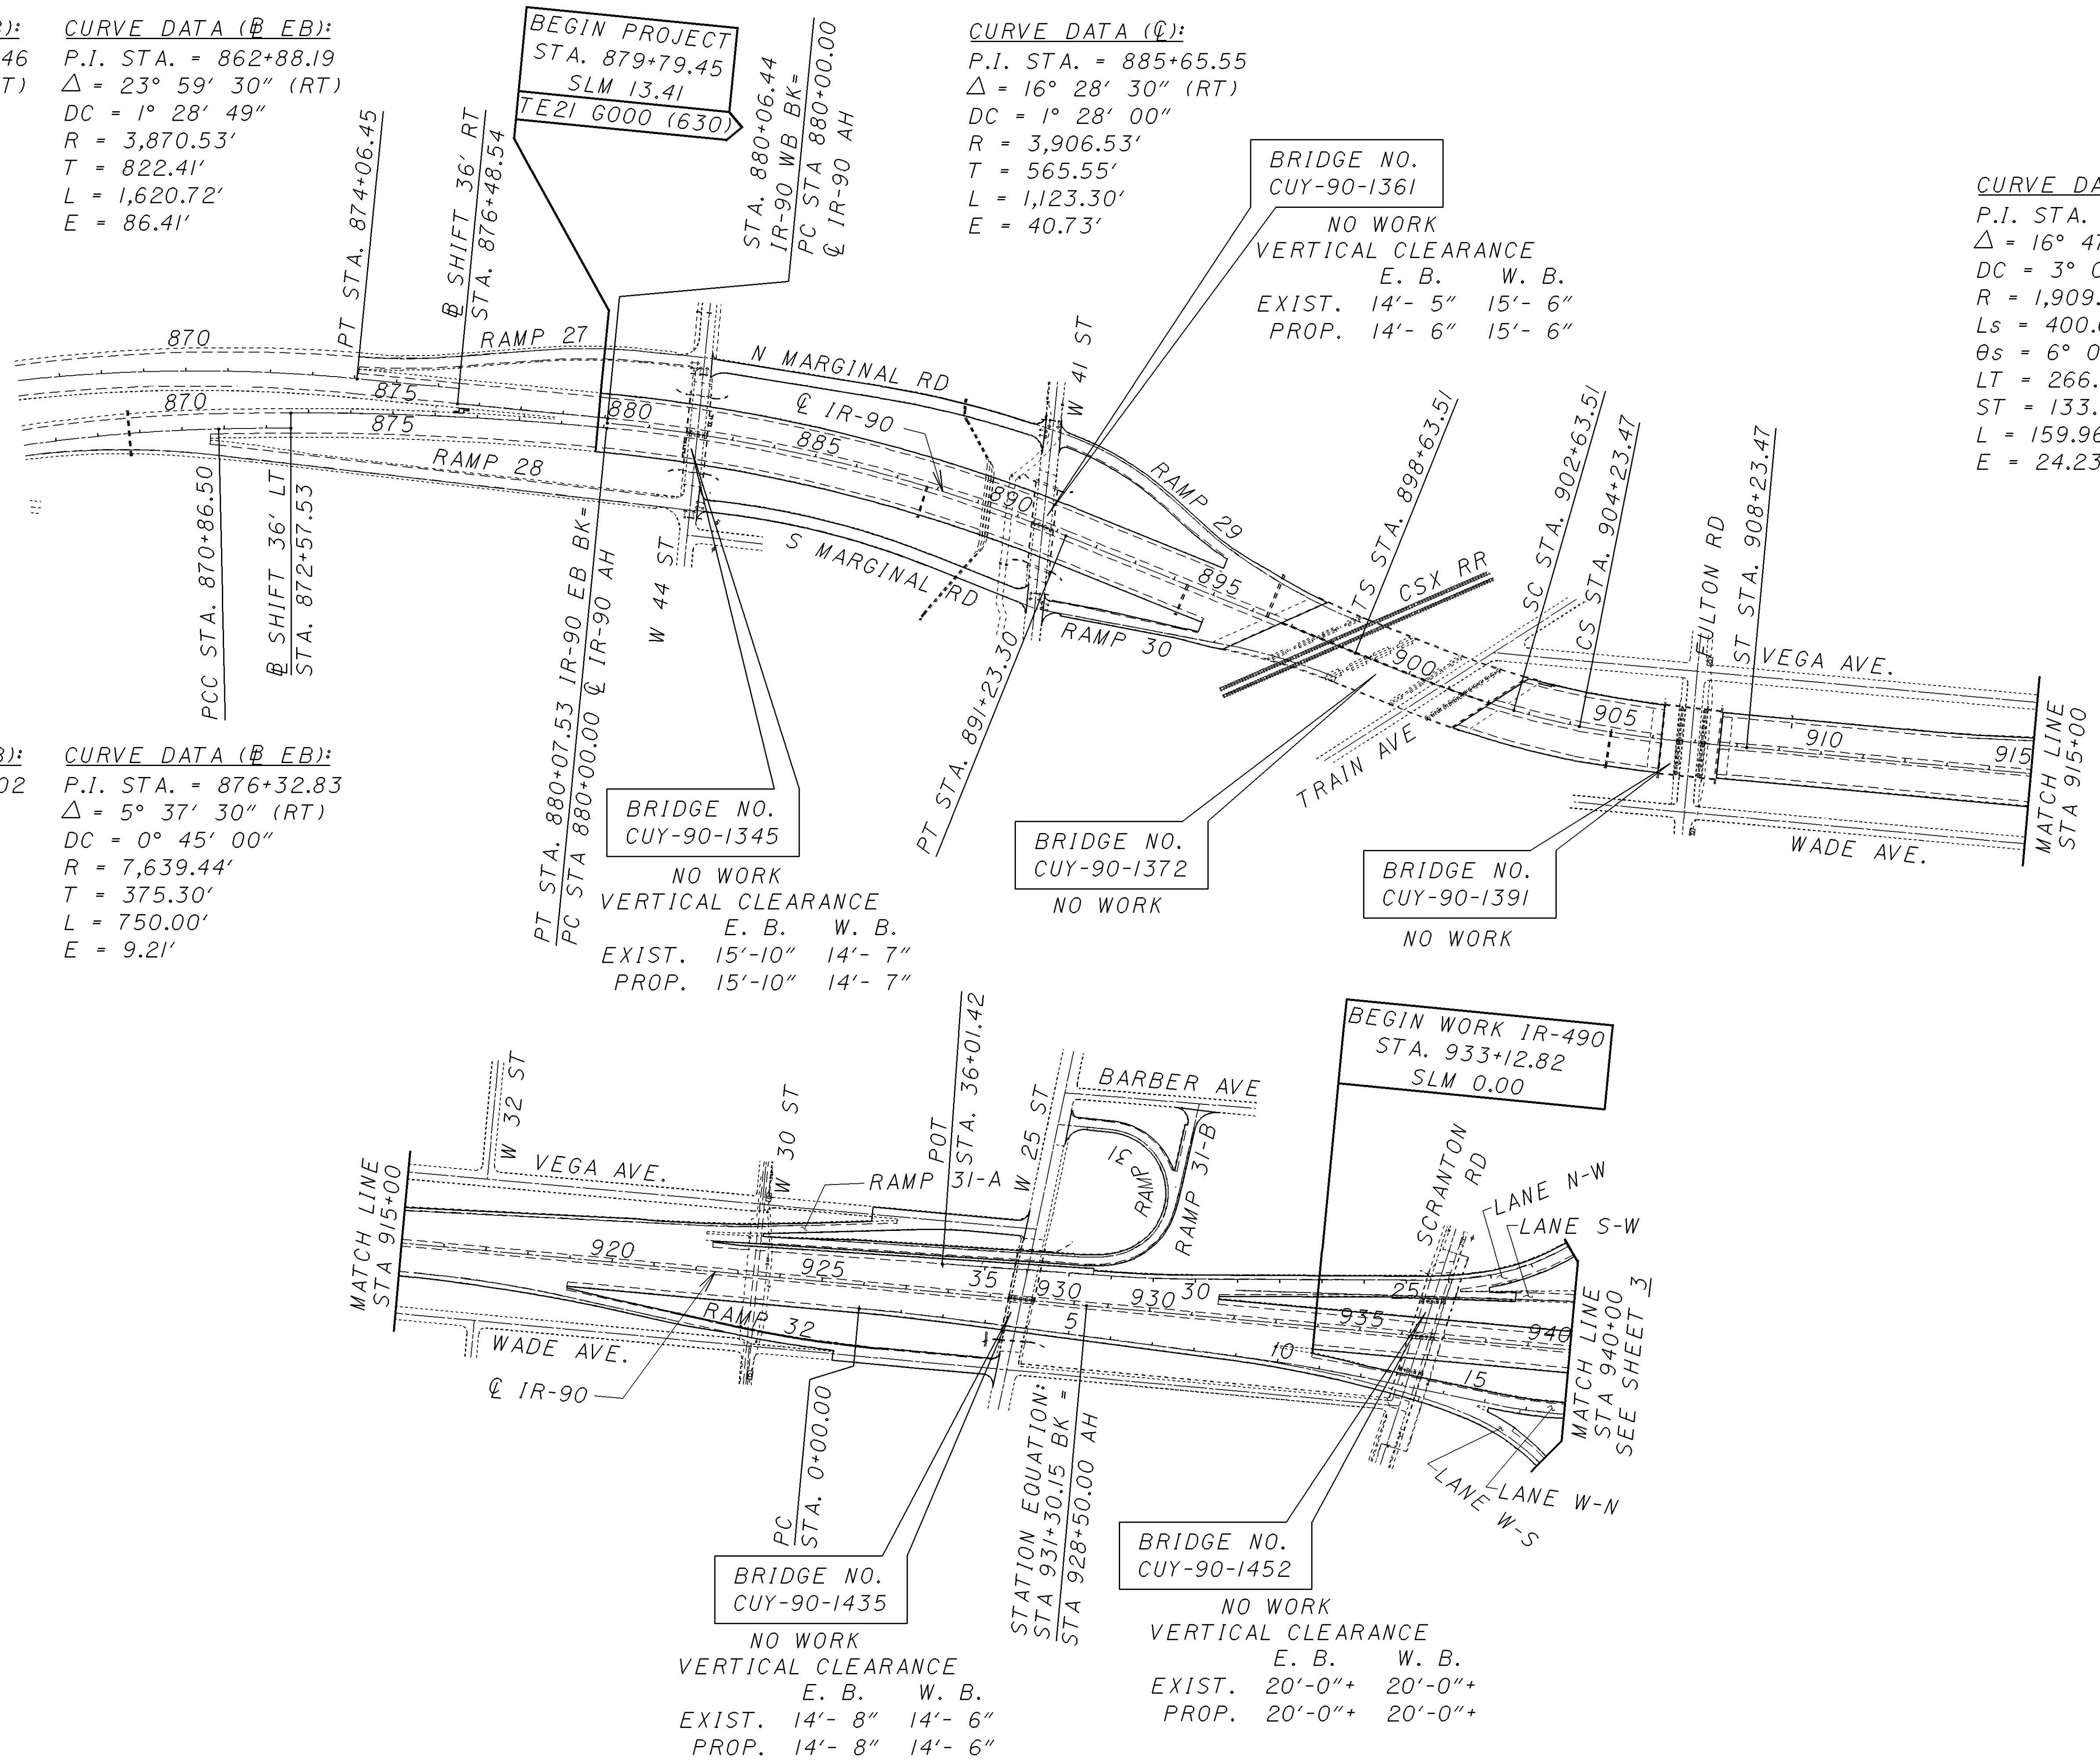 B):
46
T)
CURVE DATA (B EB):
P.I. STA. = 862+88.19
Δ = 23° 59' 30" (RT)
DC = 1° 28' 49"
R = 3,870.53'
T = 822.41'
L = 1,620.72'
E = 86.41'
BEGIN PROJECT
STA. 879+79.45
SLM 13.41
TE21 G000 (630)
STA. 880+06.44
IR-90 WB BK=
PC STA 880+00.00
℄ IR-90 AH
CURVE DATA (℄):
P.I. STA. = 885+65.55
Δ = 16° 28' 30" (RT)
DC = 1° 28' 00"
R = 3,906.53'
T = 565.55'
L = 1,123.30'
E = 40.73'
BRIDGE NO.
CUY-90-1361
NO WORK
VERTICAL CLEARANCE
E. B. W. B.
EXIST. 14'- 5" 15'- 6"
PROP. 14'- 6" 15'- 6"
CURVE DA
P.I. STA.
Δ = 16° 47
DC = 3° 0
R = 1,909.
Ls = 400.
θs = 6° 0
LT = 266.
ST = 133.
L = 159.96
E = 24.23
PT STA. 874+06.45
B SHIFT 36' RT
STA. 876+48.54
870
RAMP 27
875
N MARGINAL RD
W 41 ST
870
875
880
℄ IR-90
885
RAMP 28
890
RAMP 29
S MARGINAL RD
895
CSX RR
TS STA. 898+63.51
SC STA. 902+63.51
CS STA. 904+23.47
FULTON RD
ST STA. 908+23.47
PCC STA. 870+86.50
B SHIFT 36' LT
STA. 872+57.53
W 44 ST
RAMP 30
900
VEGA AVE.
905
910
915
TRAIN AVE
WADE AVE.
MATCH LINE
STA 915+00
PT STA. 880+07.53 IR-90 EB BK=
PC STA 880+00.00 ℄ IR-90 AH
PT STA. 891+23.30
B):
02
CURVE DATA (B EB):
P.I. STA. = 876+32.83
Δ = 5° 37' 30" (RT)
DC = 0° 45' 00"
R = 7,639.44'
T = 375.30'
L = 750.00'
E = 9.21'
BRIDGE NO.
CUY-90-1345
NO WORK
VERTICAL CLEARANCE
E. B. W. B.
EXIST. 15'-10" 14'- 7"
PROP. 15'-10" 14'- 7"
BRIDGE NO.
CUY-90-1372
NO WORK
BRIDGE NO.
CUY-90-1391
NO WORK
BEGIN WORK IR-490
STA. 933+12.82
SLM 0.00
W 32 ST
W 30 ST
POT
STA. 36+01.42
W 25 ST
BARBER AVE
RAMP 31
RAMP 31-B
SCRANTON
RD
LANE N-W
LANE S-W
MATCH LINE
STA 915+00
VEGA AVE.
RAMP 31-A
920
925
35
930
930
30
25
935
940
5
10
15
RAMP 32
WADE AVE.
℄ IR-90
MATCH LINE
STA 940+00
SEE SHEET 3
LANE W-N
LANE W-S
PC
STA. 0+00.00
STATION EQUATION:
STA 931+30.15 BK =
STA 928+50.00 AH
BRIDGE NO.
CUY-90-1435
NO WORK
VERTICAL CLEARANCE
E. B. W. B.
EXIST. 14'- 8" 14'- 6"
PROP. 14'- 8" 14'- 6"
BRIDGE NO.
CUY-90-1452
NO WORK
VERTICAL CLEARANCE
E. B. W. B.
EXIST. 20'-0"+ 20'-0"+
PROP. 20'-0"+ 20'-0"+